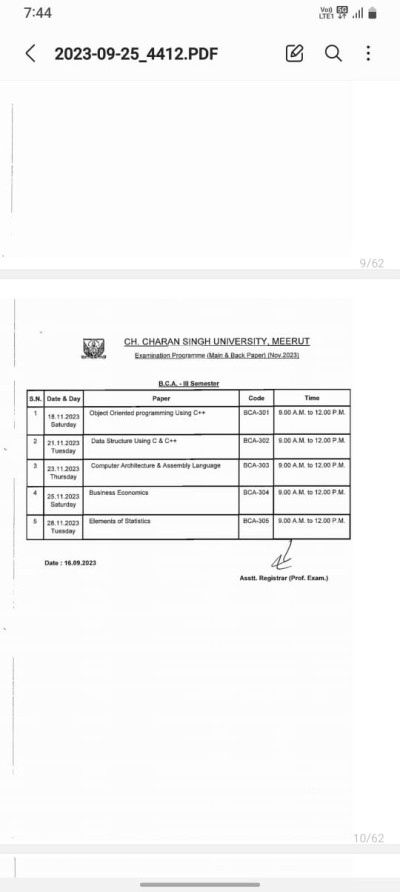 7:44
Vo)) 5G
LTE1
2023-09-25_4412.PDF
9/62
CH. CHARAN SINGH UNIVERSITY, MEERUT
Examination Programme (Main & Back Paper) (Nov.2023)
B.C.A. - III Semester
S.N. Date & Day Paper Code Time
1 18.11.2023 Saturday Object Oriented programming Using C++ BCA-301 9.00 A.M. to 12.00 P.M.
2 21.11.2023 Tuesday Data Structure Using C & C++ BCA-302 9.00 A.M. to 12.00 P.M.
3 23.11.2023 Thursday Computer Architecture & Assembly Language BCA-303 9.00 A.M. to 12.00 P.M.
4 25.11.2023 Saturday Business Economics BCA-304 9.00 A.M. to 12.00 P.M.
5 28.11.2023 Tuesday Elements of Statistics BCA-305 9.00 A.M. to 12.00 P.M.
Date : 16.09.2023
Asstt. Registrar (Prof. Exam.)
10/62